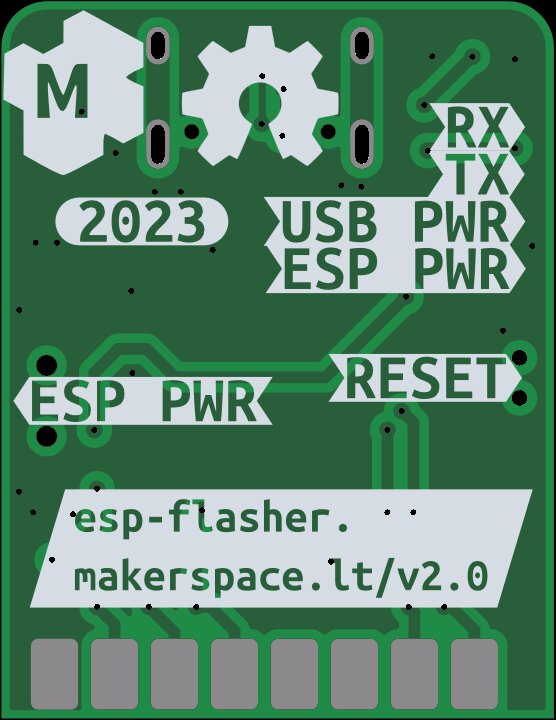 M
RX
TX
2023
USB PWR
ESP PWR
RESET
ESP PWR
esp-flasher.
makerspace.lt/v2.0